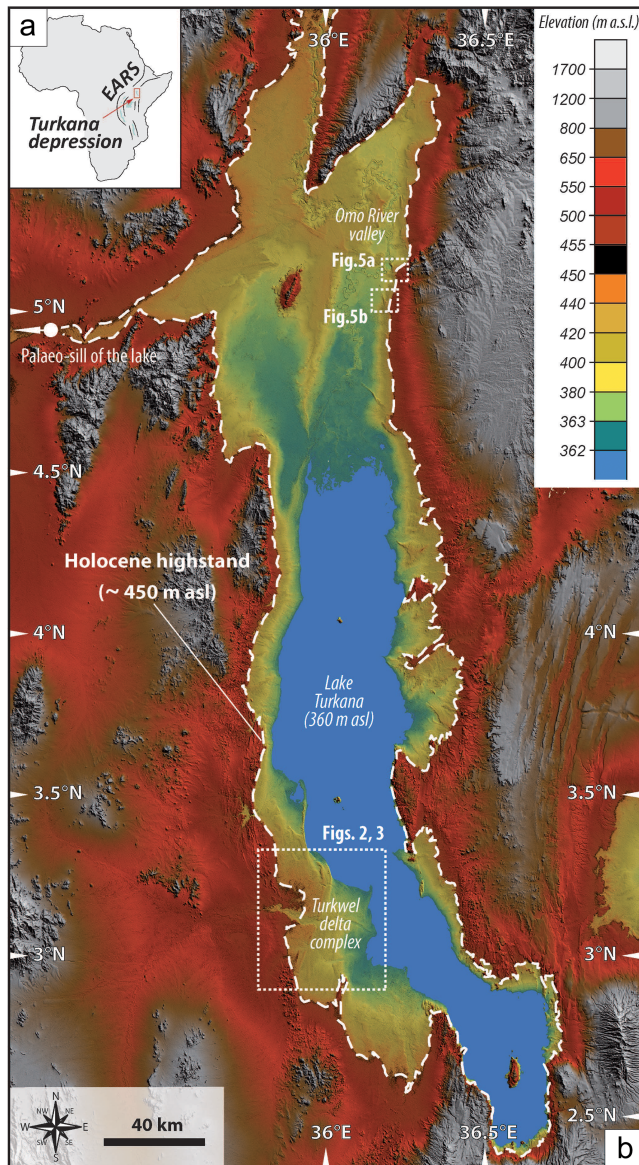 a
EARS
Turkana
depression
36°E
36.5°E
Elevation (m a.s.l.)
1700
1200
800
650
550
500
455
450
440
420
400
380
363
362
Omo River
valley
Fig.5a
Fig.5b
5°N
Palaeo-sill of the lake
4.5°N
Holocene highstand
(~ 450 m asl)
4°N
4°N
Lake
Turkana
(360 m asl)
3.5°N
3.5°N
Figs. 2, 3
Turkwel
delta
complex
3°N
3°N
N
NW
NE
W
E
SW
SE
S
40 km
36°E
36.5°E
2.5°N
b